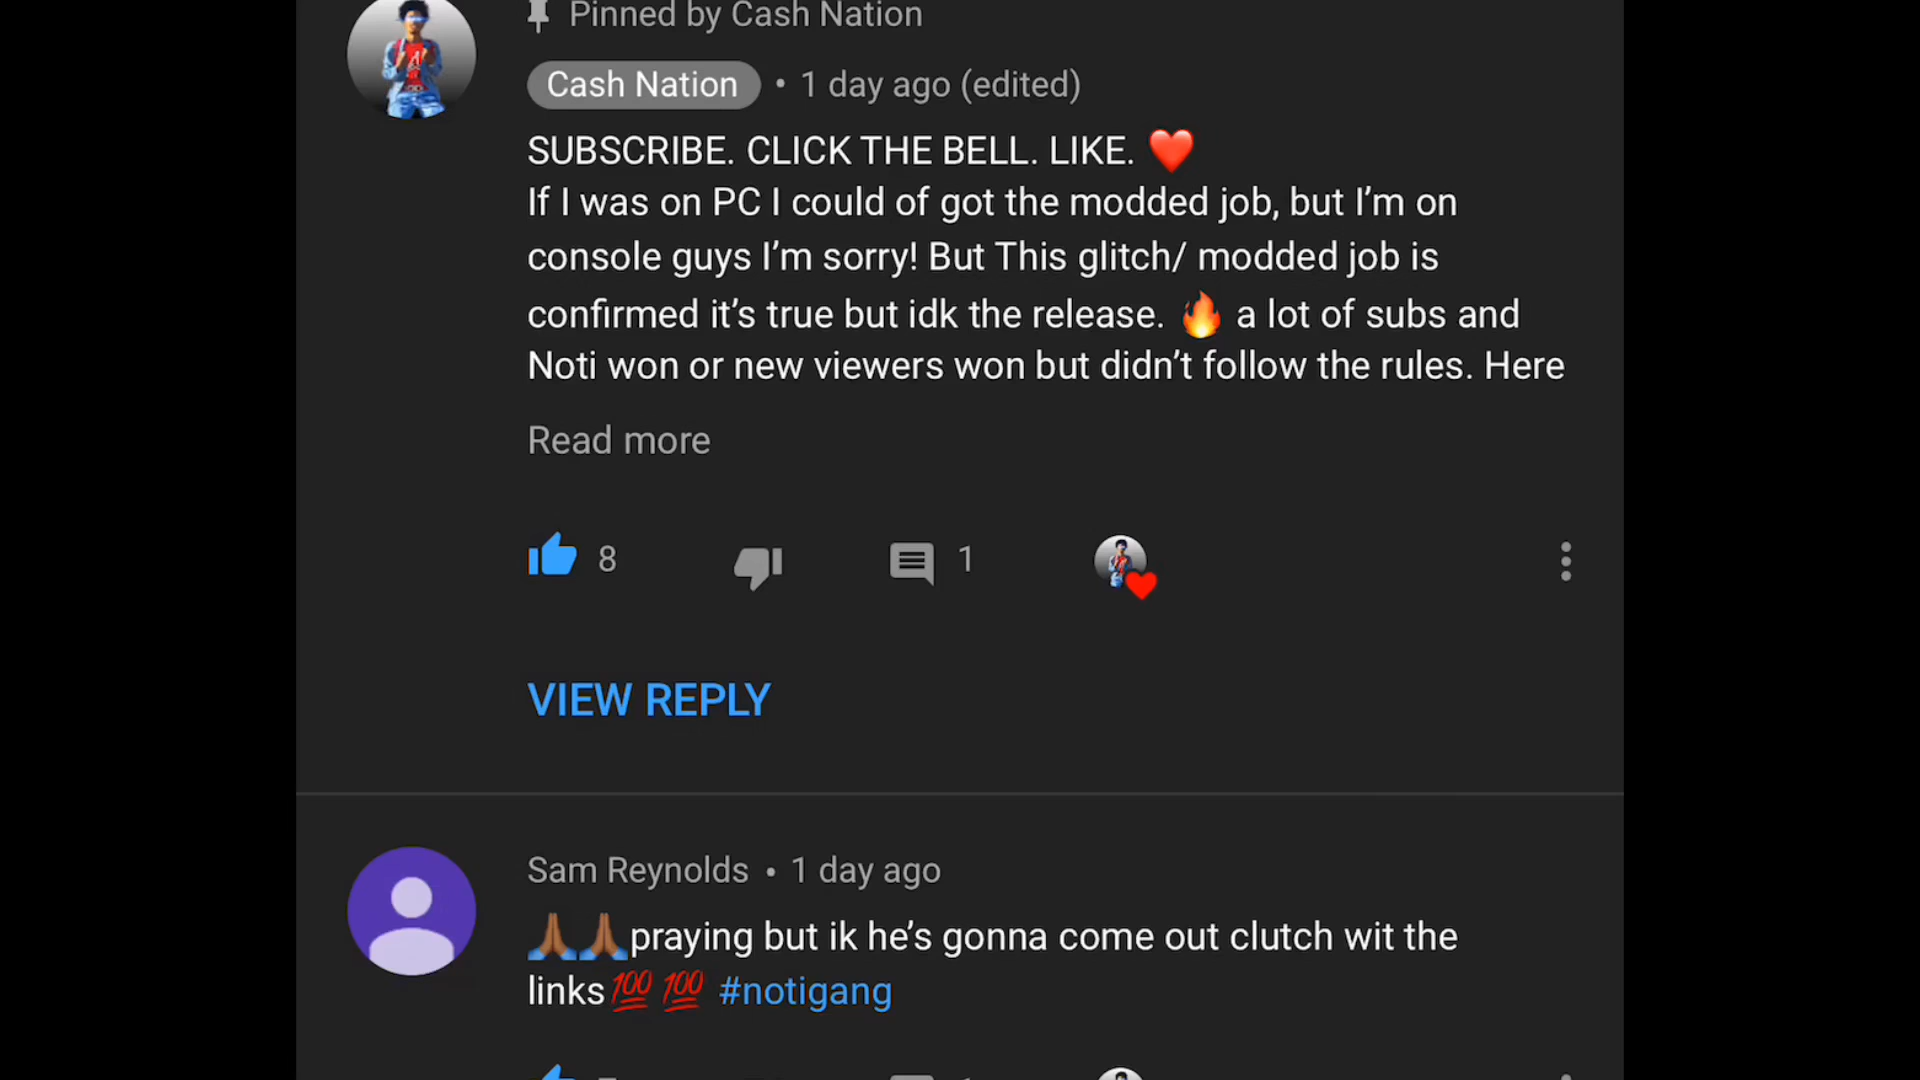 Pinned by Cash Nation
Cash Nation • 1 day ago (edited)
SUBSCRIBE. CLICK THE BELL. LIKE. ❤️
If I was on PC I could of got the modded job, but I’m on
console guys I’m sorry! But This glitch/ modded job is
confirmed it’s true but idk the release. 🔥 a lot of subs and
Noti won or new viewers won but didn’t follow the rules. Here
Read more
8 1
VIEW REPLY
Sam Reynolds • 1 day ago
🙏🏾🙏🏾praying but ik he’s gonna come out clutch wit the
links💯💯 #notigang